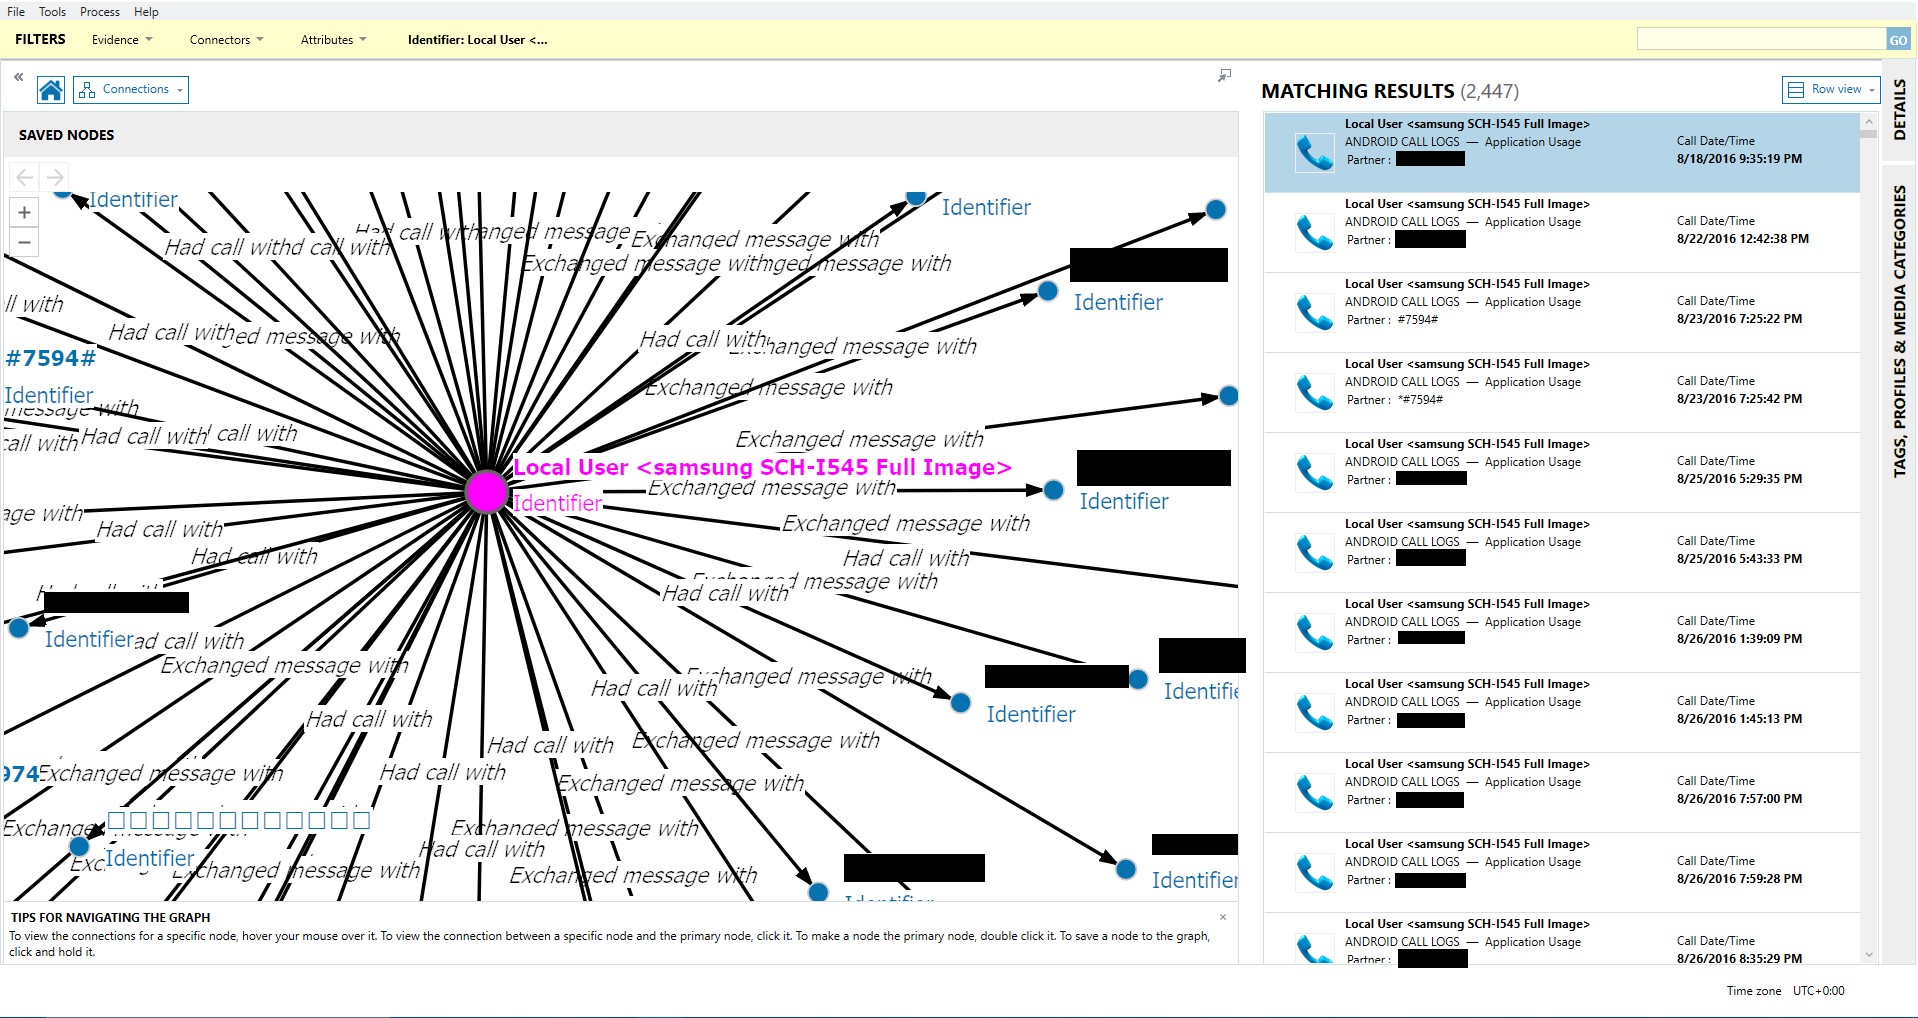 File Tools Process Help
FILTERS Evidence Connectors Attributes Identifier: Local User <... GO
Connections
SAVED NODES
Identifier
Identifier
Had call with
Had call with
d call with
Exchanged message with
Exchanged message with
ged message with
ll with
Identifier
Had call with
ed message with
Had call with
Exchanged message with
#7594#
Identifier
Exchanged message with
message with
call with
Had call with
call with
Exchanged message with
Local User <samsung SCH-I545 Full Image>
Identifier
Exchanged message with
Identifier
age with
Had call with
Exchanged message with
Had call with
Had call with
Exchanged message with
Had call with
Identifier
ad call with
Exchanged message with
Exchanged message with
Had call with
Identifier
Had call with
Had call with
Exchanged message with
974
Exchanged message with
Had call with
Exchanged message with
Exchanged message with
Had call with
Identifier
Exchanged message with
Exchanged message with
Identifier
TIPS FOR NAVIGATING THE GRAPH
To view the connections for a specific node, hover your mouse over it. To view the connection between a specific node and the primary node, click it. To make a node the primary node, double click it. To save a node to the graph,
click and hold it.
MATCHING RESULTS (2,447)
Row view
Local User <samsung SCH-I545 Full Image>
ANDROID CALL LOGS — Application Usage
Partner :
Call Date/Time
8/18/2016 9:35:19 PM
Local User <samsung SCH-I545 Full Image>
ANDROID CALL LOGS — Application Usage
Partner :
Call Date/Time
8/22/2016 12:42:38 PM
Local User <samsung SCH-I545 Full Image>
ANDROID CALL LOGS — Application Usage
Partner : #7594#
Call Date/Time
8/23/2016 7:25:22 PM
Local User <samsung SCH-I545 Full Image>
ANDROID CALL LOGS — Application Usage
Partner : *#7594#
Call Date/Time
8/23/2016 7:25:42 PM
Local User <samsung SCH-I545 Full Image>
ANDROID CALL LOGS — Application Usage
Partner :
Call Date/Time
8/25/2016 5:29:35 PM
Local User <samsung SCH-I545 Full Image>
ANDROID CALL LOGS — Application Usage
Partner :
Call Date/Time
8/25/2016 5:43:33 PM
Local User <samsung SCH-I545 Full Image>
ANDROID CALL LOGS — Application Usage
Partner :
Call Date/Time
8/26/2016 1:39:09 PM
Local User <samsung SCH-I545 Full Image>
ANDROID CALL LOGS — Application Usage
Partner :
Call Date/Time
8/26/2016 1:45:13 PM
Local User <samsung SCH-I545 Full Image>
ANDROID CALL LOGS — Application Usage
Partner :
Call Date/Time
8/26/2016 7:57:00 PM
Local User <samsung SCH-I545 Full Image>
ANDROID CALL LOGS — Application Usage
Partner :
Call Date/Time
8/26/2016 7:59:28 PM
Local User <samsung SCH-I545 Full Image>
ANDROID CALL LOGS — Application Usage
Partner :
Call Date/Time
8/26/2016 8:35:29 PM
DETAILS
TAGS, PROFILES & MEDIA CATEGORIES
Time zone UTC+0:00